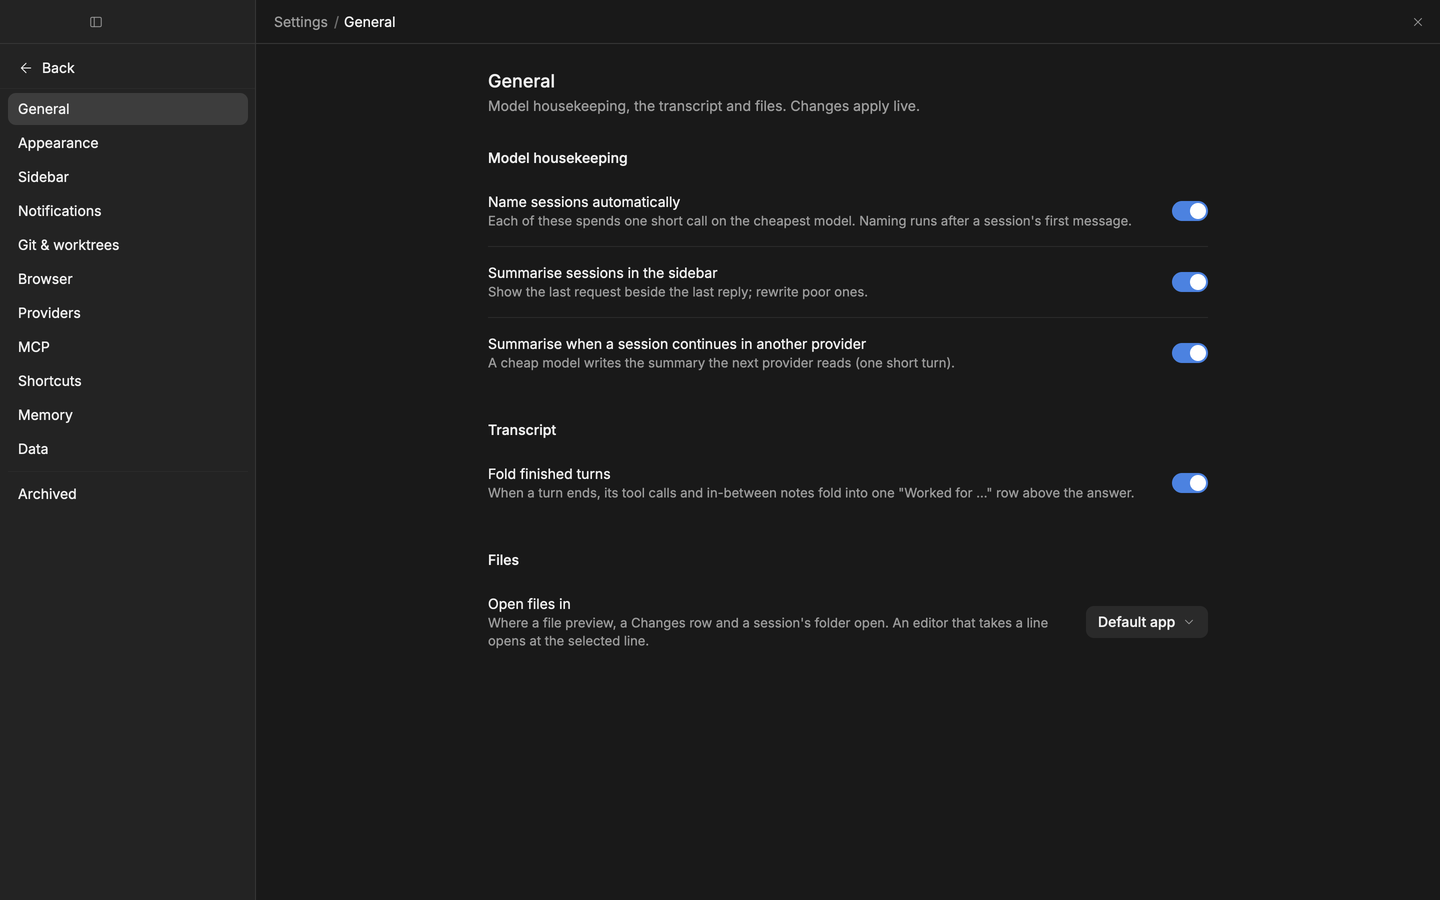 Settings / General
Back
General
Appearance
Sidebar
Notifications
Git & worktrees
Browser
Providers
MCP
Shortcuts
Memory
Data
Archived
General
Model housekeeping, the transcript and files. Changes apply live.
Model housekeeping
Name sessions automatically
Each of these spends one short call on the cheapest model. Naming runs after a session's first message.
Summarise sessions in the sidebar
Show the last request beside the last reply; rewrite poor ones.
Summarise when a session continues in another provider
A cheap model writes the summary the next provider reads (one short turn).
Transcript
Fold finished turns
When a turn ends, its tool calls and in-between notes fold into one "Worked for ..." row above the answer.
Files
Open files in
Where a file preview, a Changes row and a session's folder open. An editor that takes a line
opens at the selected line.
Default app